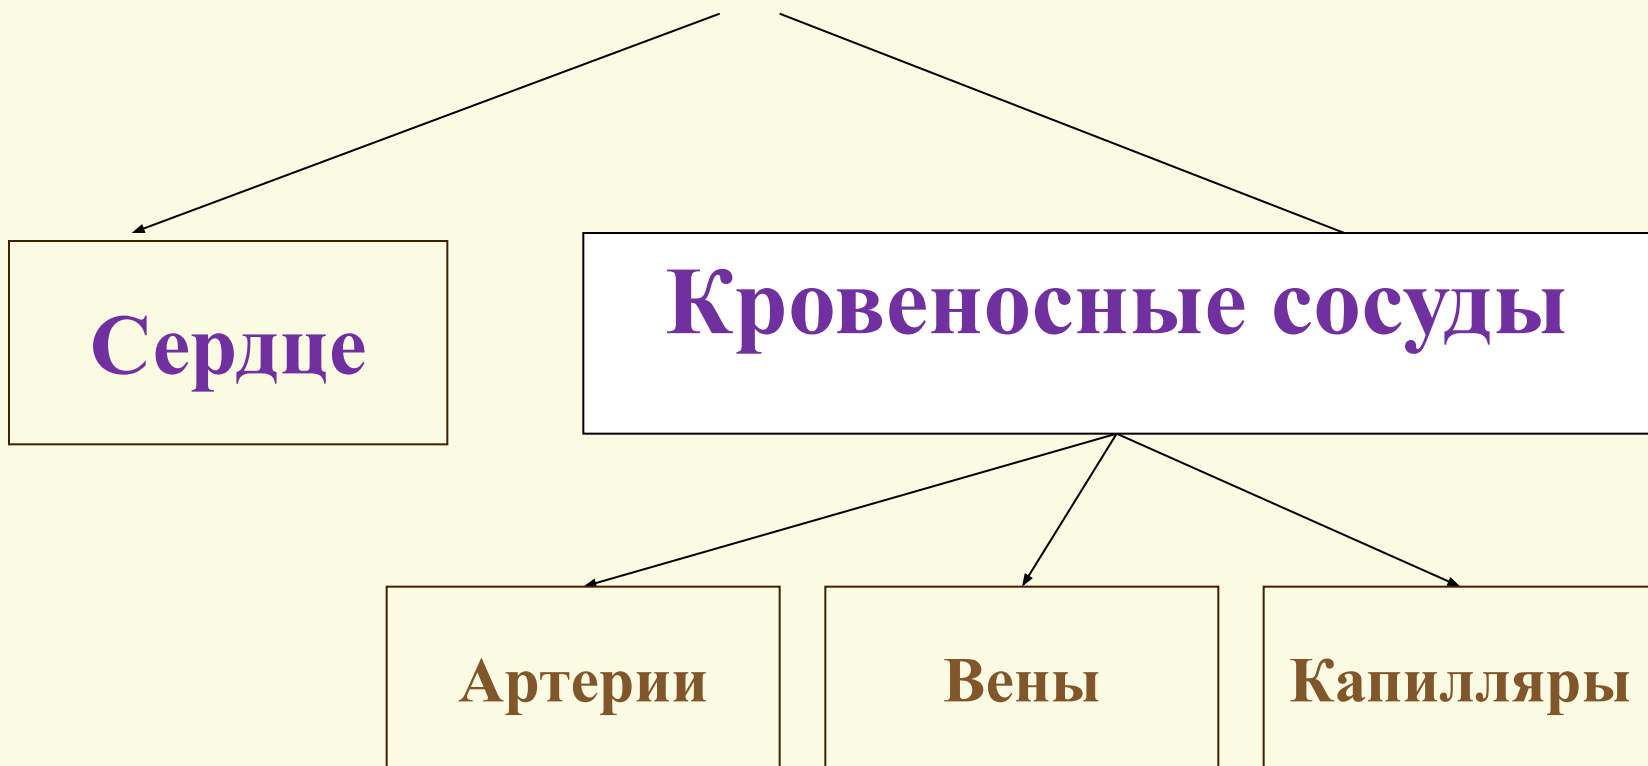 Сердце
Кровеносные сосуды
Артерии
Вены
Капилляры